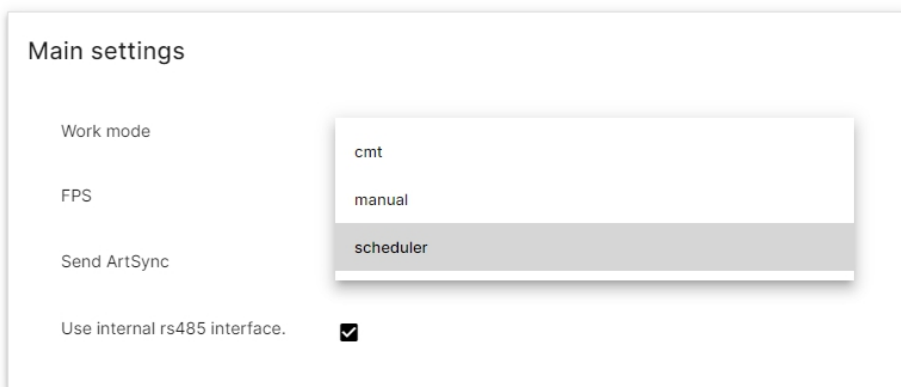 Main settings
Work mode
cmt
manual
scheduler
FPS
Send ArtSync
Use internal rs485 interface.